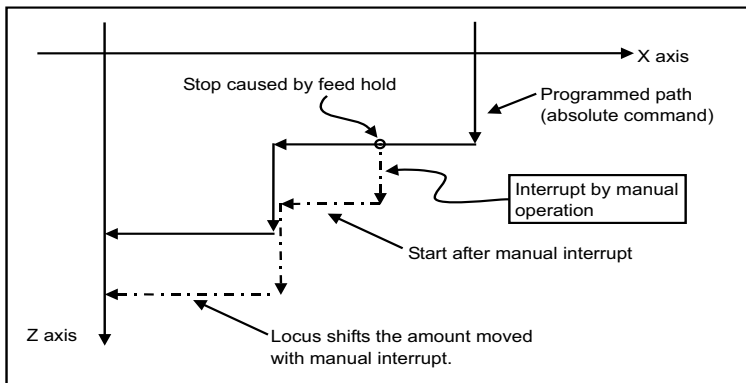 X axis
Stop caused by feed hold
Programmed path
(absolute command)
Interrupt by manual
operation
Start after manual interrupt
Z axis
Locus shifts the amount moved
with manual interrupt.